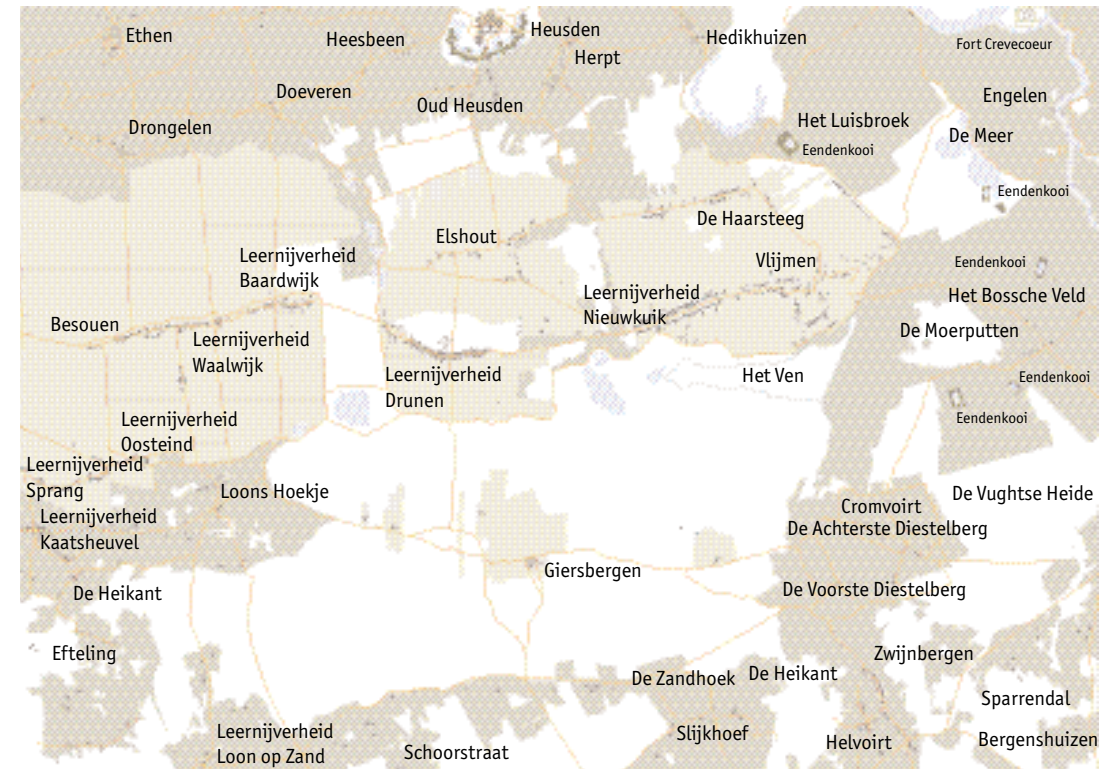 Ethen
Heesbeen
Heusden
Hedikhuizen
Fort Crevecoeur
Herpt
Doeveren
Oud Heusden
Engelen
Drongelen
Het Luisbroek
De Meer
Eendenkooi
Eendenkooi
De Haarsteeg
Elshout
Leernijverheid
Baardwijk
Vlijmen
Eendenkooi
Leernijverheid
Nieuwkuik
Het Bossche Veld
Besouen
De Moerputten
Leernijverheid
Waalwijk
Leernijverheid
Drunen
Het Ven
Eendenkooi
Leernijverheid
Oosteind
Eendenkooi
Leernijverheid
Sprang
Loons Hoekje
De Vughtse Heide
Cromvoirt
Leernijverheid
Kaatsheuvel
De Achterste Diestelberg
Giersbergen
De Heikant
De Voorste Diestelberg
Efteling
Zwijnbergen
De Zandhoek
De Heikant
Sparrendal
Leernijverheid
Loon op Zand
Slijkhoef
Schoorstraat
Helvoirt
Bergenshuizen